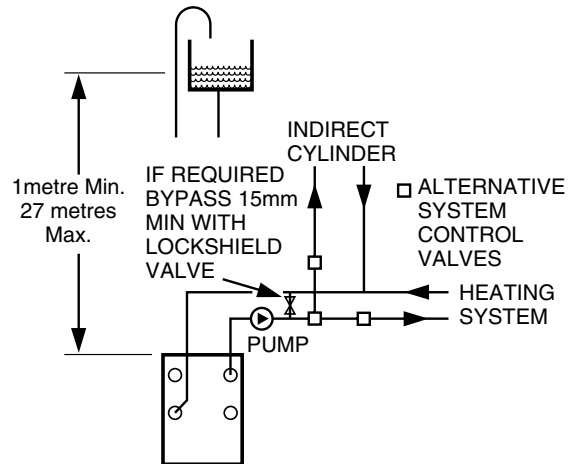 1metre Min.
27 metres
Max.
IF REQUIRED
BYPASS 15mm
MIN WITH
LOCKSHIELD
VALVE
INDIRECT
CYLINDER
ALTERNATIVE
SYSTEM
CONTROL
VALVES
HEATING
SYSTEM
PUMP